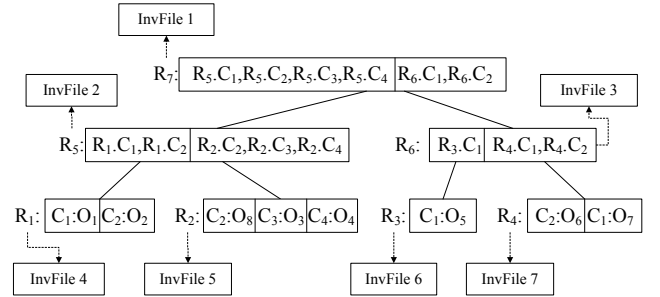 InvFile 1
R₇: R₅.C₁,R₅.C₂,R₅.C₃,R₅.C₄ R₆.C₁,R₆.C₂
InvFile 2
InvFile 3
R₅: R₁.C₁,R₁.C₂ R₂.C₂,R₂.C₃,R₂.C₄
R₆: R₃.C₁ R₄.C₁,R₄.C₂
R₁: C₁:O₁ C₂:O₂
R₂: C₂:O₈ C₃:O₃ C₄:O₄
R₃: C₁:O₅
R₄: C₂:O₆ C₁:O₇
InvFile 4
InvFile 5
InvFile 6
InvFile 7